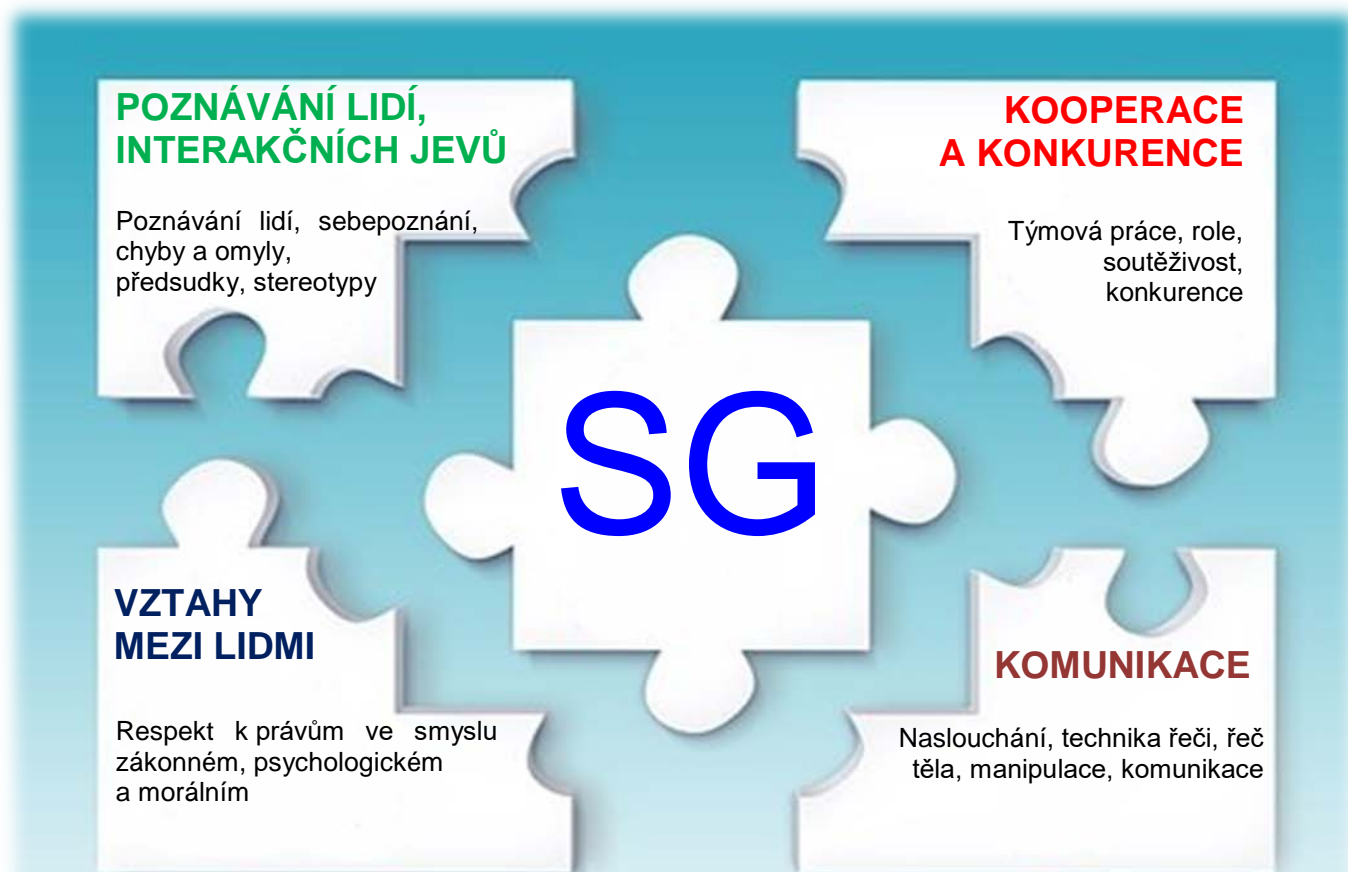 POZNÁVÁNÍ LIDÍ,
INTERAKČNÍCH JEVŮ
Poznávání lidí, sebepoznání,
chyby a omyly,
předsudky, stereotypy
KOOPERACE
A KONKURENCE
Týmová práce, role,
soutěživost,
konkurence
SG
VZTAHY
MEZI LIDMI
Respekt k právům ve smyslu
zákonném, psychologickém
a morálním
KOMUNIKACE
Naslouchání, technika řeči, řeč
těla, manipulace, komunikace